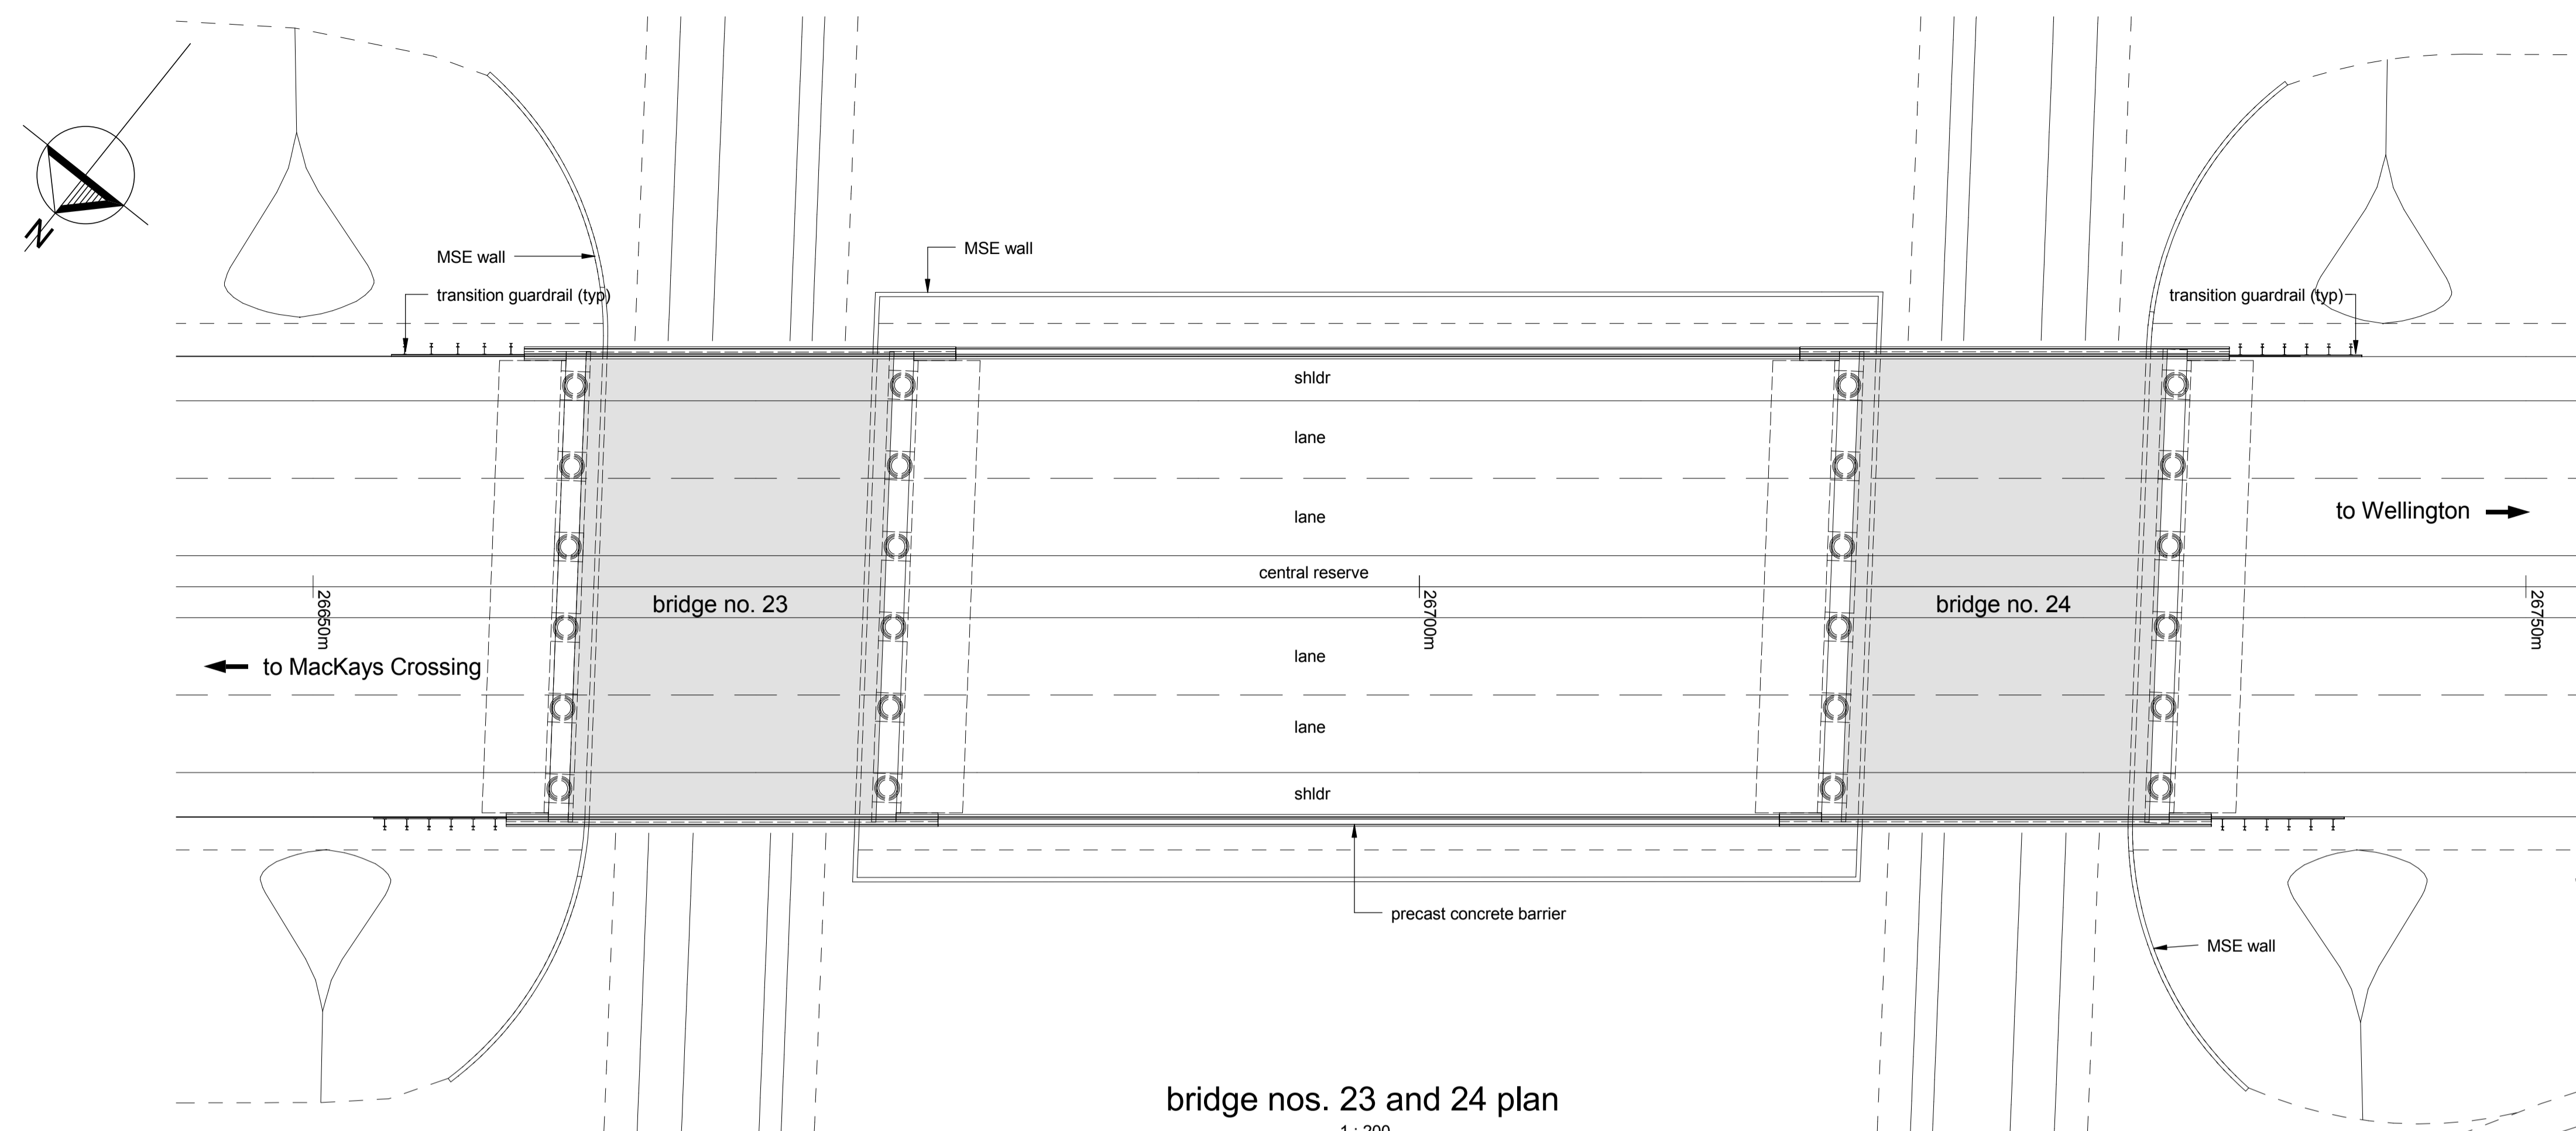 N
MSE wall
MSE wall
transition guardrail (typ)
transition guardrail (typ)
shldr
lane
lane
to Wellington
central reserve
26650m
bridge no. 23
26700m
bridge no. 24
26750m
to MacKays Crossing
lane
lane
shldr
precast concrete barrier
MSE wall
bridge nos. 23 and 24 plan
1 : 200